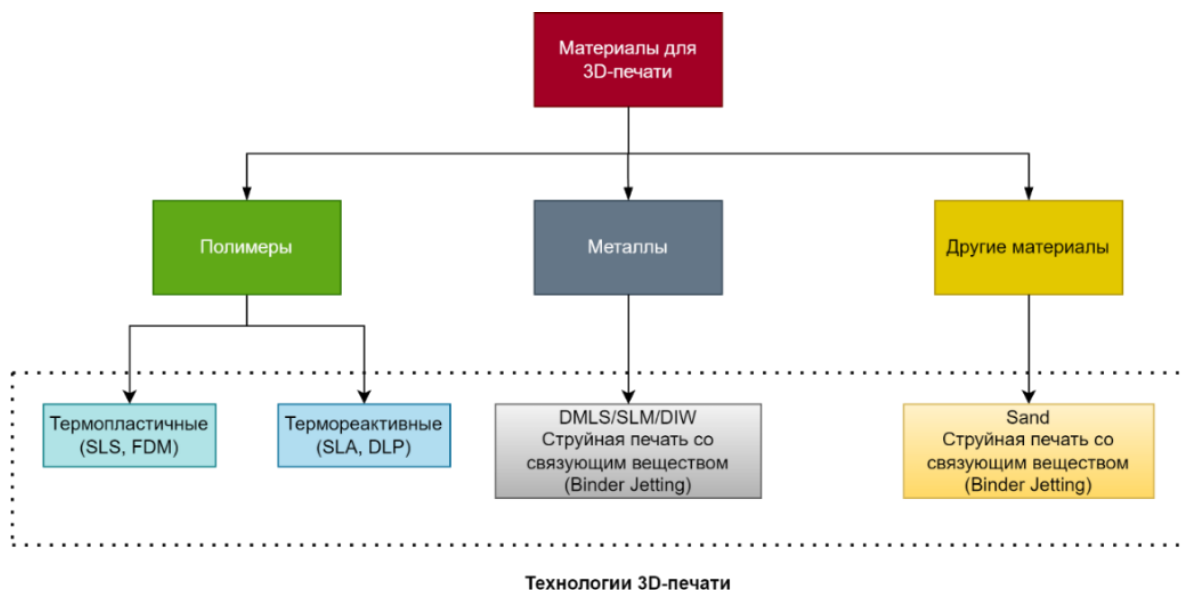 Материалы для
3D-печати
Полимеры
Металлы
Другие материалы
Термопластичные
(SLS, FDM)
Термореактивные
(SLA, DLP)
DMLS/SLM/DIW
Струйная печать со
связующим веществом
(Binder Jetting)
Sand
Струйная печать со
связующим веществом
(Binder Jetting)
Технологии 3D-печати